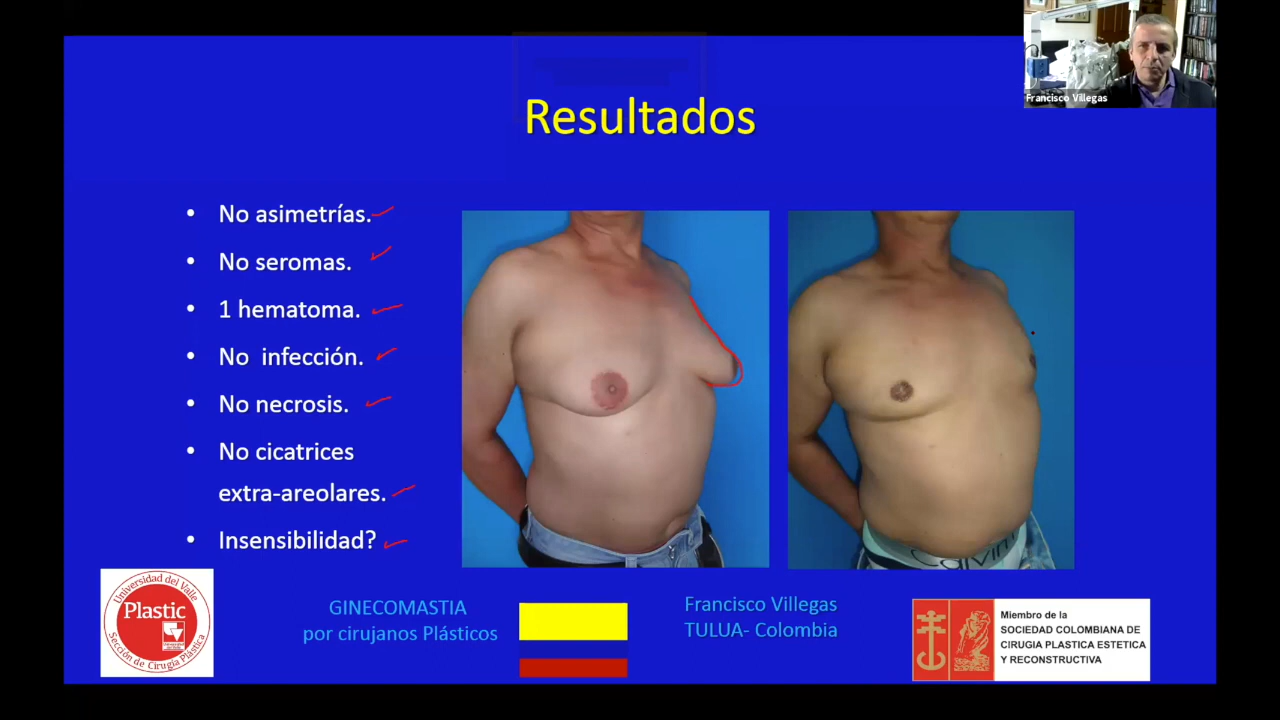 Francisco Villegas
Resultados
• No asimetrías.
• No seromas.
• 1 hematoma.
• No infección.
• No necrosis.
• No cicatrices
extra-areolares.
• Insensibilidad?
Universidad del Valle
Plastic
Sección de Cirugía Plástica
GINECOMASTIA
por cirujanos Plásticos
Francisco Villegas
TULUA- Colombia
Miembro de la
SOCIEDAD COLOMBIANA DE
CIRUGIA PLASTICA ESTETICA
Y RECONSTRUCTIVA